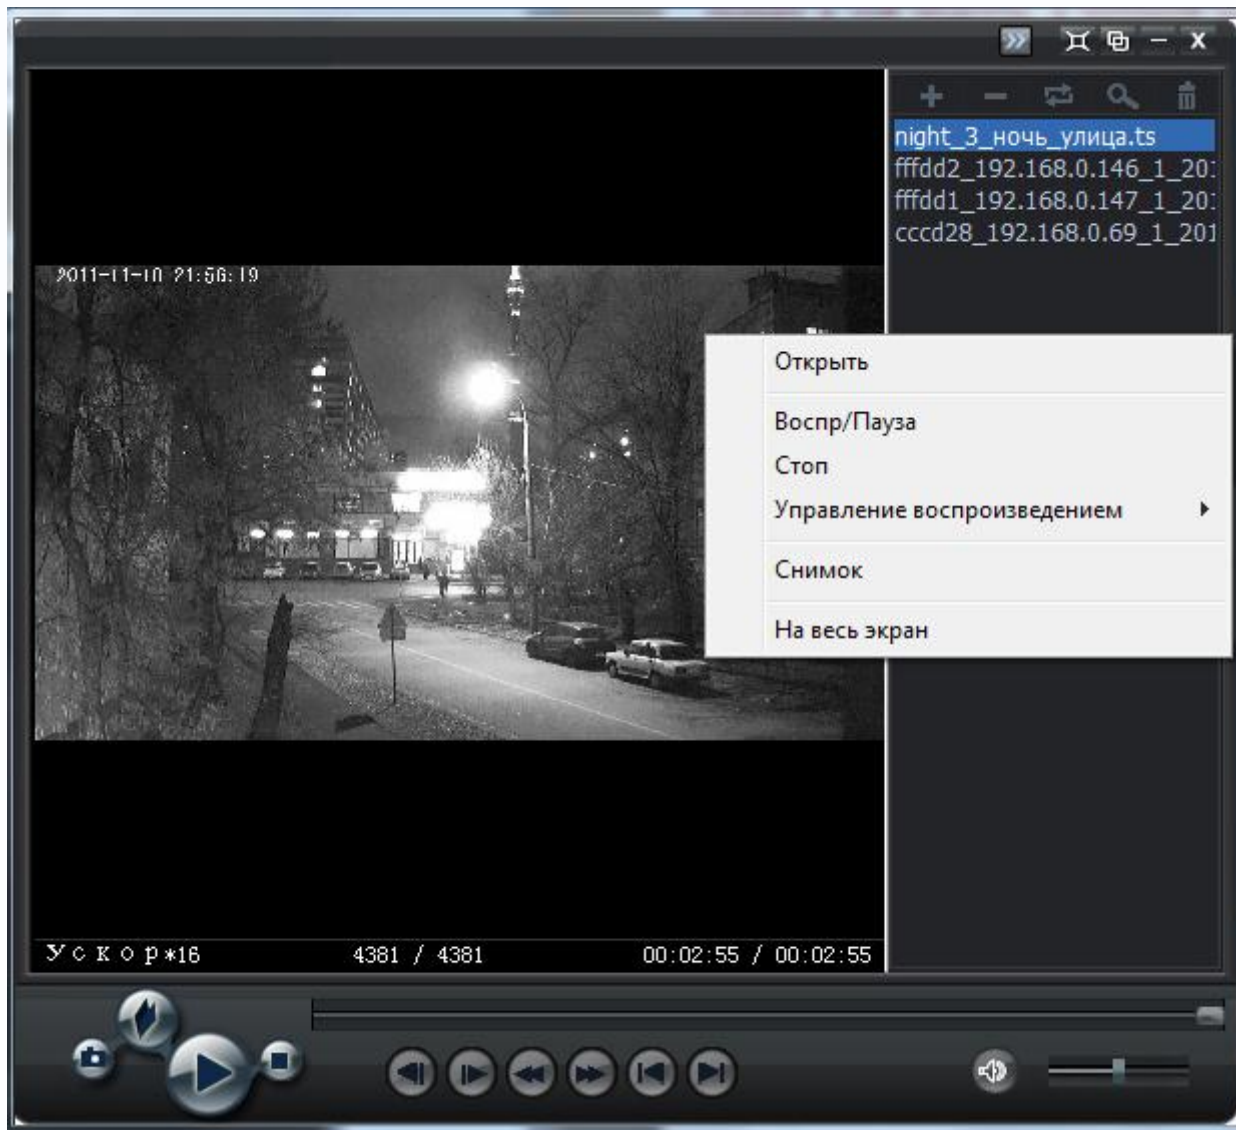 night_3_ночь_улица.ts
fffdd2_192.168.0.146_1_20
fffdd1_192.168.0.147_1_20
cccd28_192.168.0.69_1_201
2011-11-10 21:56:19
Открыть
Воспр/Пауза
Стоп
Управление воспроизведением
Снимок
На весь экран
Ускор*16 4381 / 4381 00:02:55 / 00:02:55